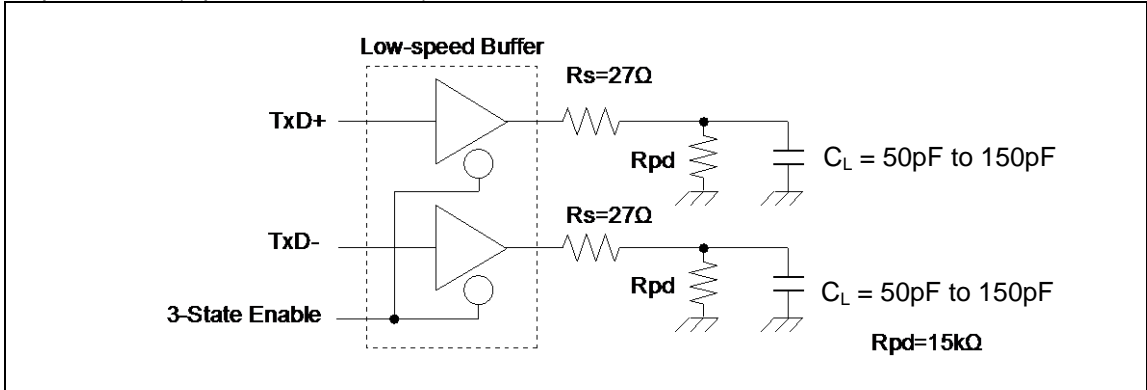 Low-speed Buffer
Rs=27Ω
TxD+
Rpd
CL = 50pF to 150pF
Rs=27Ω
TxD-
Rpd
CL = 50pF to 150pF
3-State Enable
Rpd=15kΩ